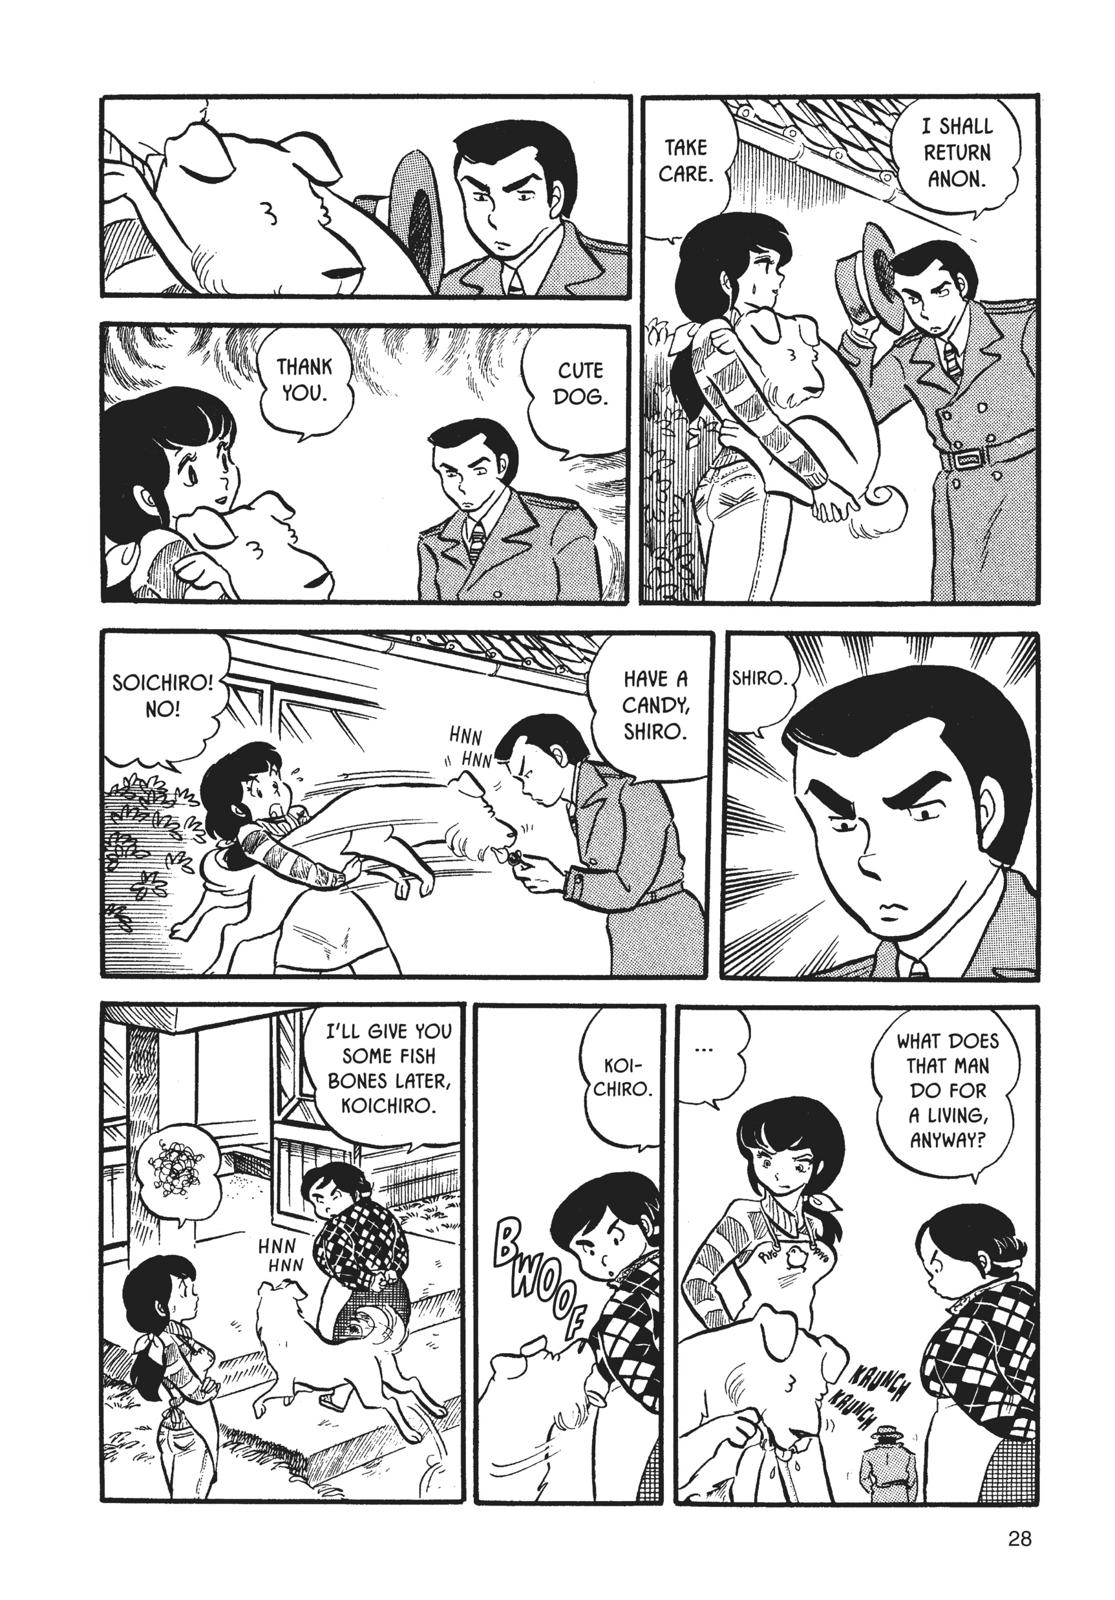 I SHALL
RETURN
ANON.
TAKE
CARE.
CUTE
DOG.
THANK
YOU.
SHIRO.
HAVE A
CANDY,
SHIRO.
HNN
HNN
SOICHIRO!
NO!
WHAT DOES
THAT MAN
DO FOR
A LIVING,
ANYWAY?
...
KRUNCH
KRUNCH
KOI-
CHIRO.
BWOOF
I'LL GIVE YOU
SOME FISH
BONES LATER,
KOICHIRO.
HNN
HNN
28